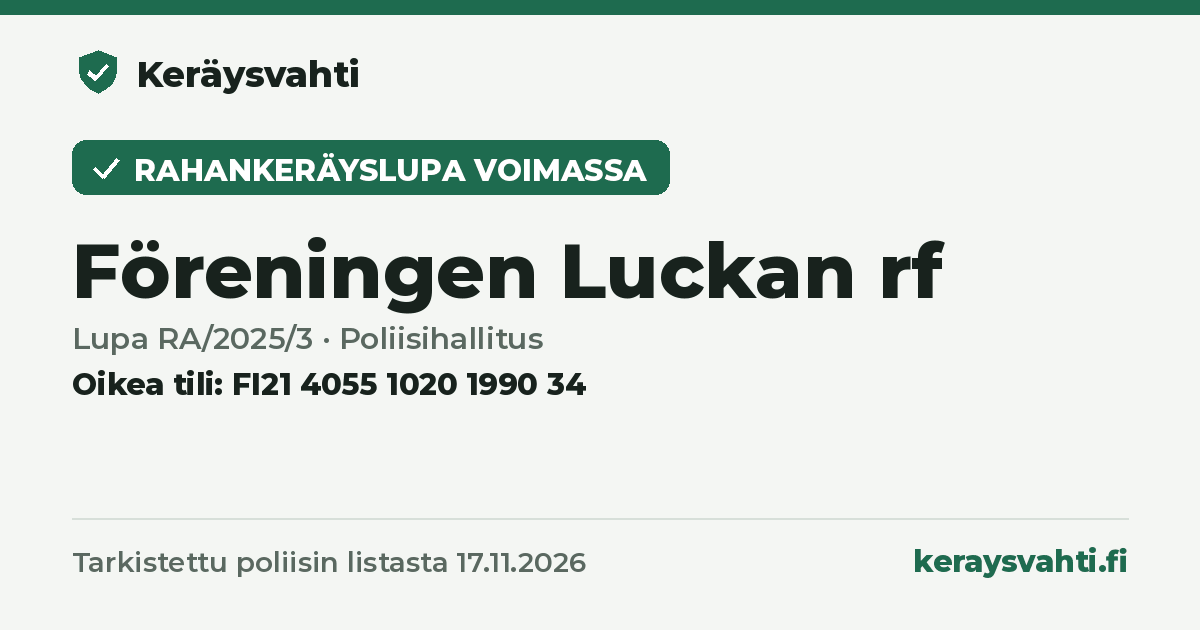 Keräysvahti
RAHANKERÄYSLUPA VOIMASSA
Föreningen Luckan rf
Lupa RA/2025/3 · Poliisihallitus
Oikea tili: FI21 4055 1020 1990 34
Tarkistettu poliisin listasta 17.11.2026
keraysvahti.fi